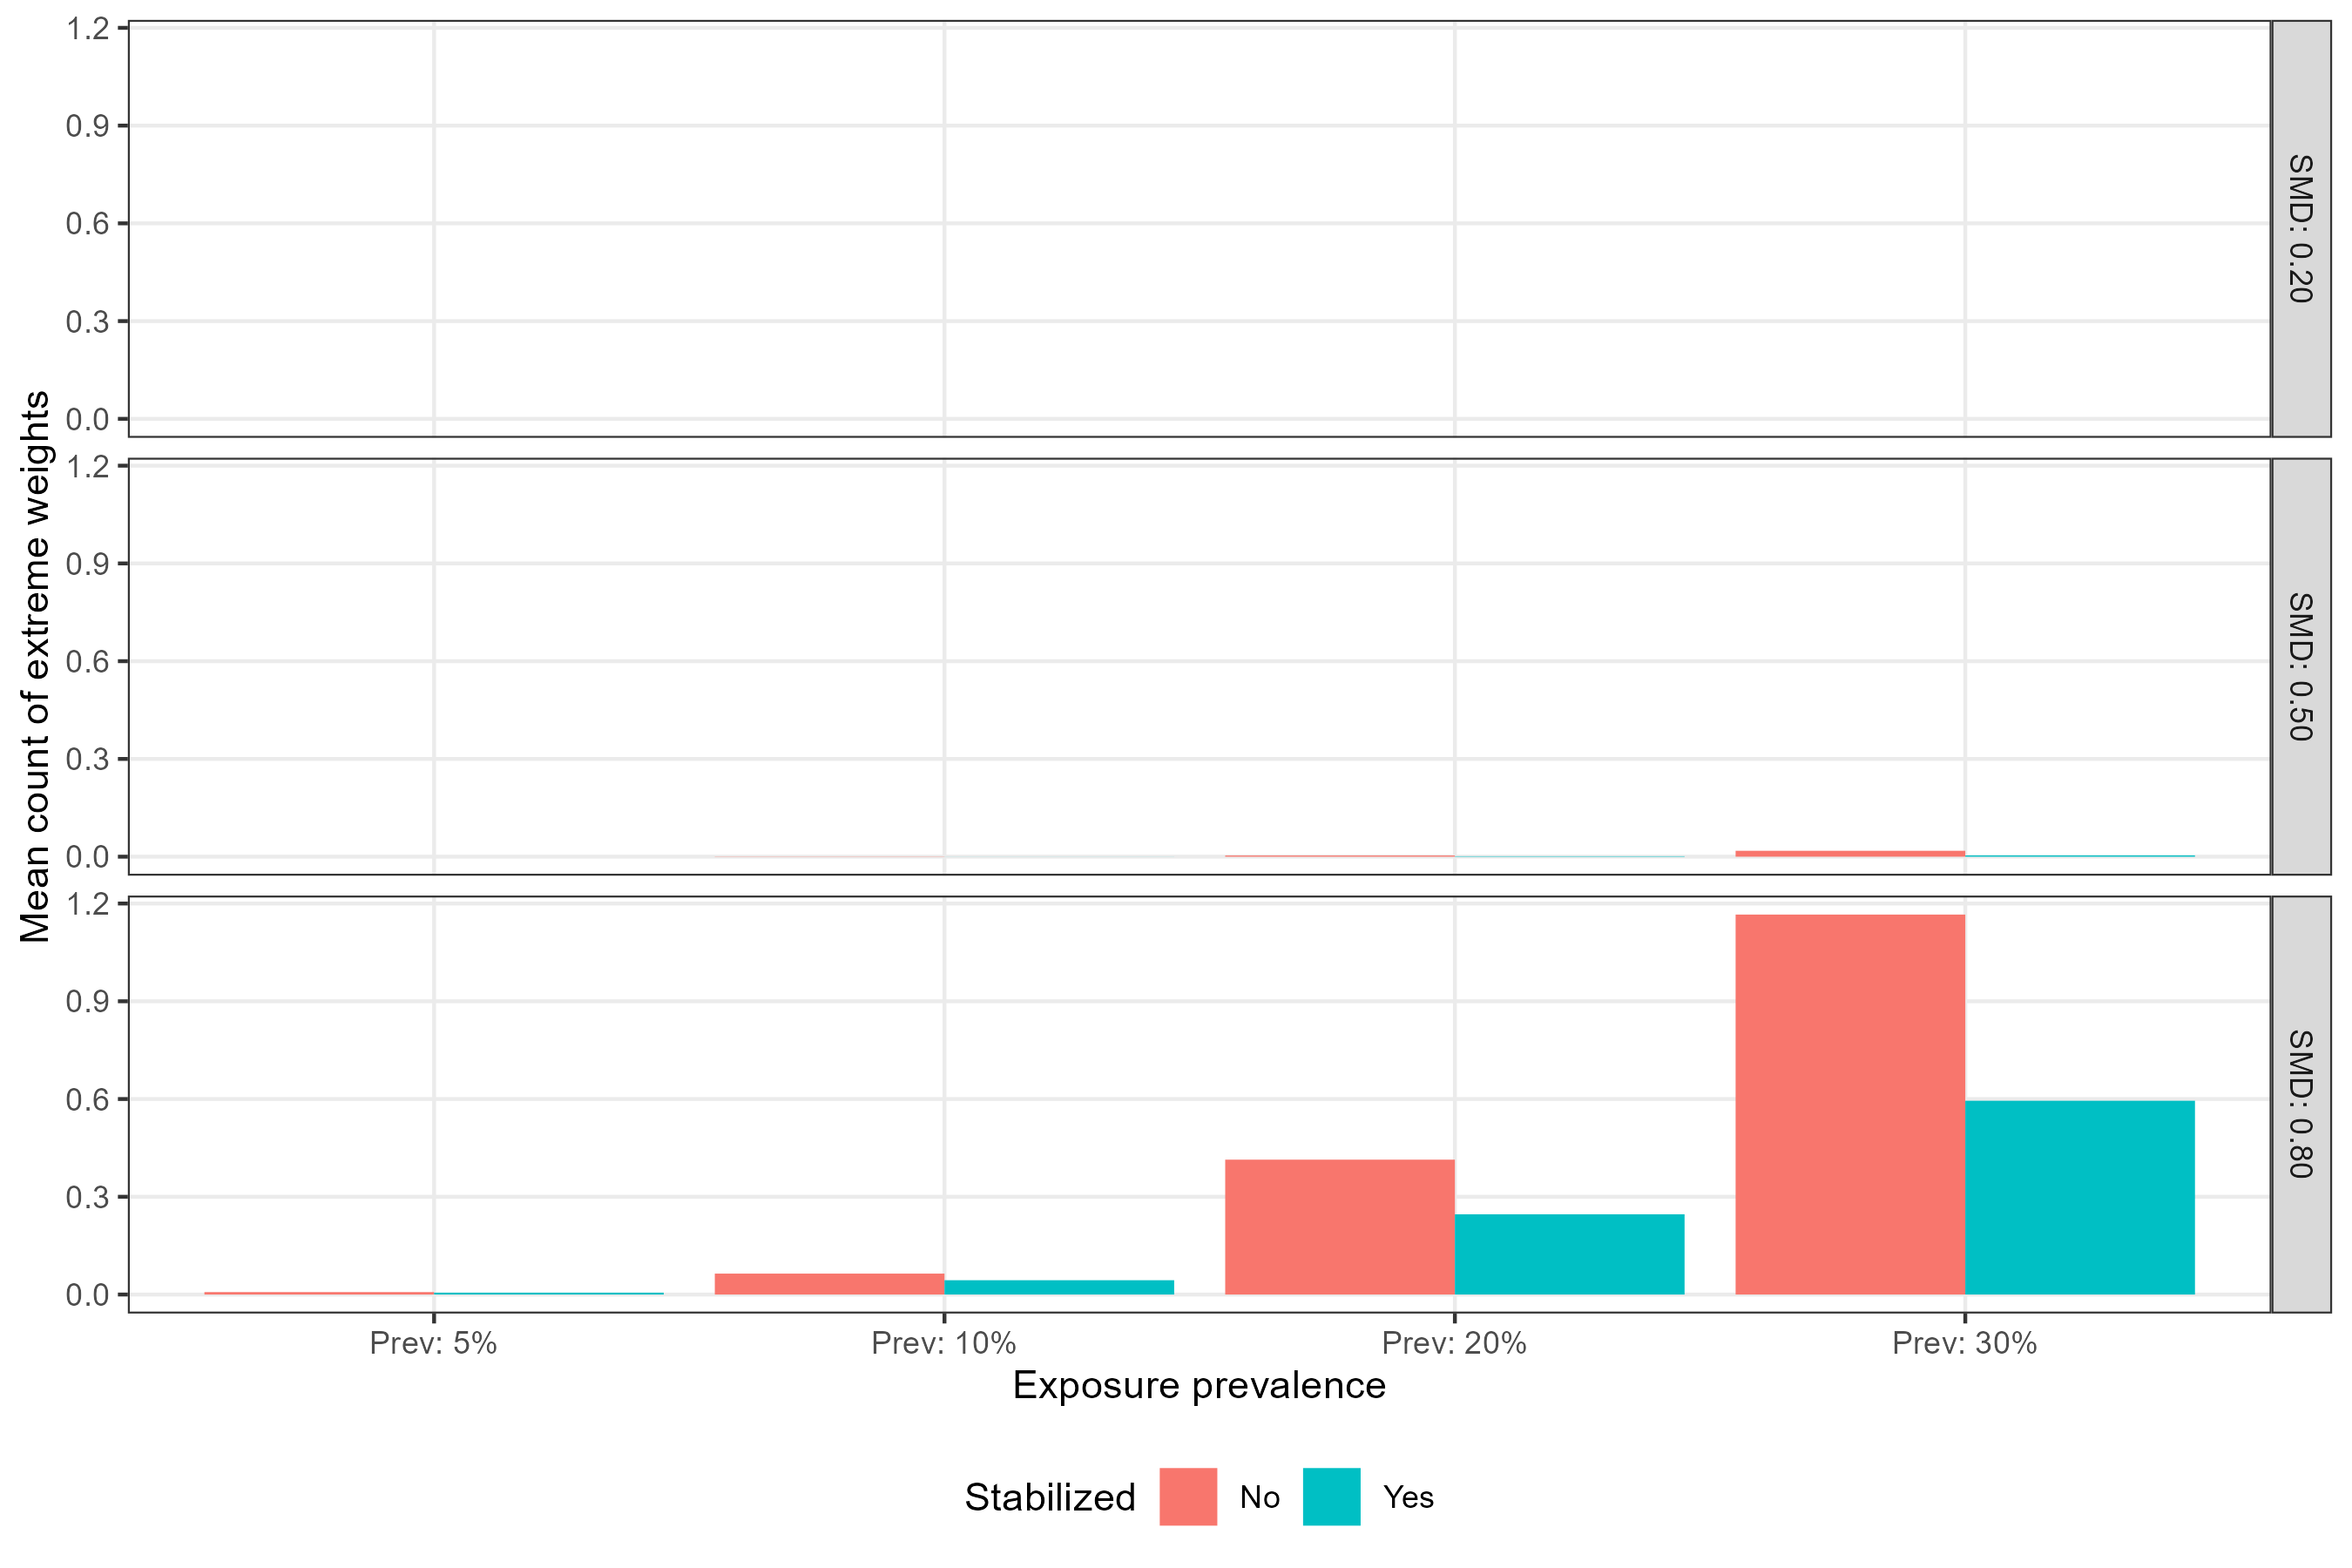 Mean count of extreme weights
1.2
0.9
0.6
0.3
0.0
SMD: 0.20
1.2
0.9
0.6
0.3
0.0
SMD: 0.50
1.2
0.9
0.6
0.3
0.0
SMD: 0.80
Prev: 5% Prev: 10% Prev: 20% Prev: 30%
Exposure prevalence
Stabilized No Yes